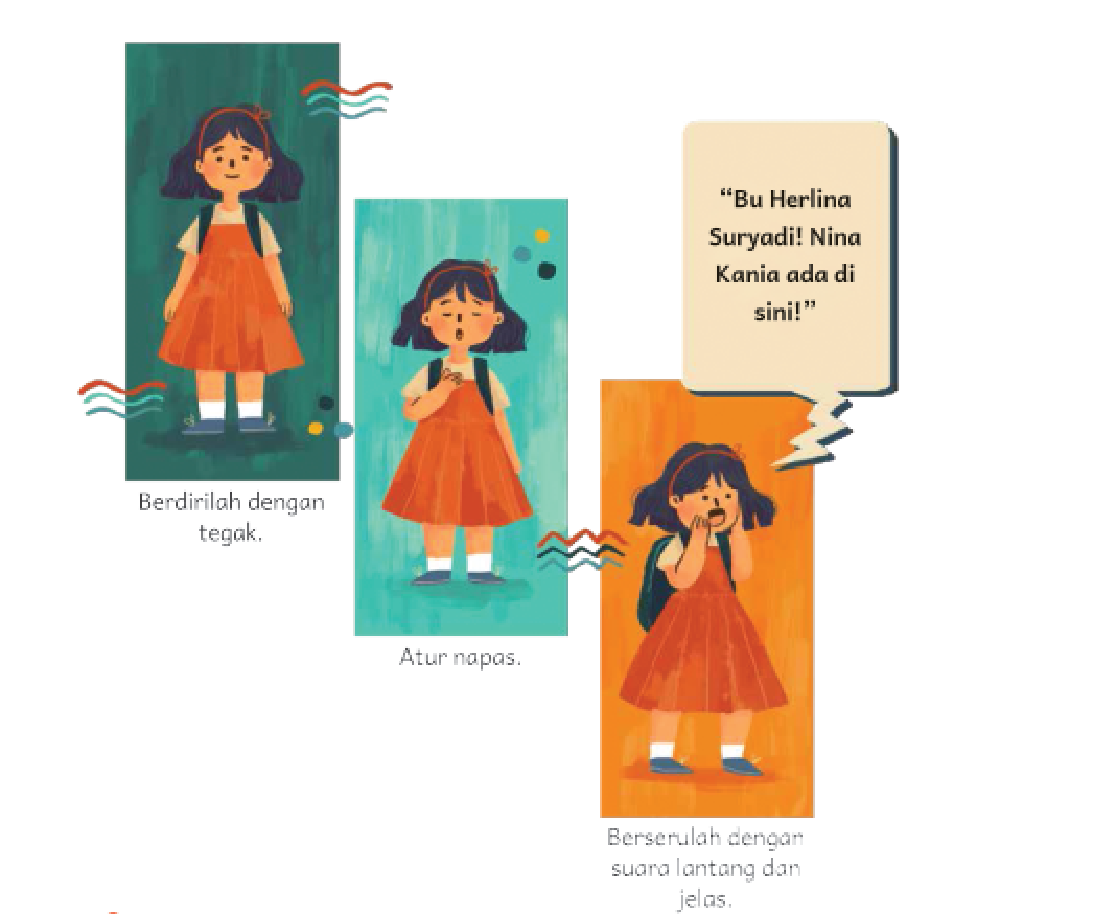 Berdirilah dengan
tegak.
Atur napas.
“Bu Herlina
Suryadi! Nina
Kania ada di
sini!”
Berserulah dengan
suara lantang dan
jelas.